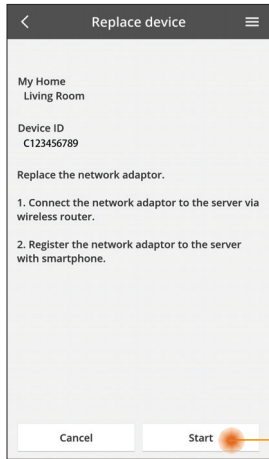 Replace device
My Home
Living Room
Device ID
C123456789
Replace the network adaptor.
1. Connect the network adaptor to the server via
wireless router.
2. Register the network adaptor to the server
with smartphone.
Cancel Start